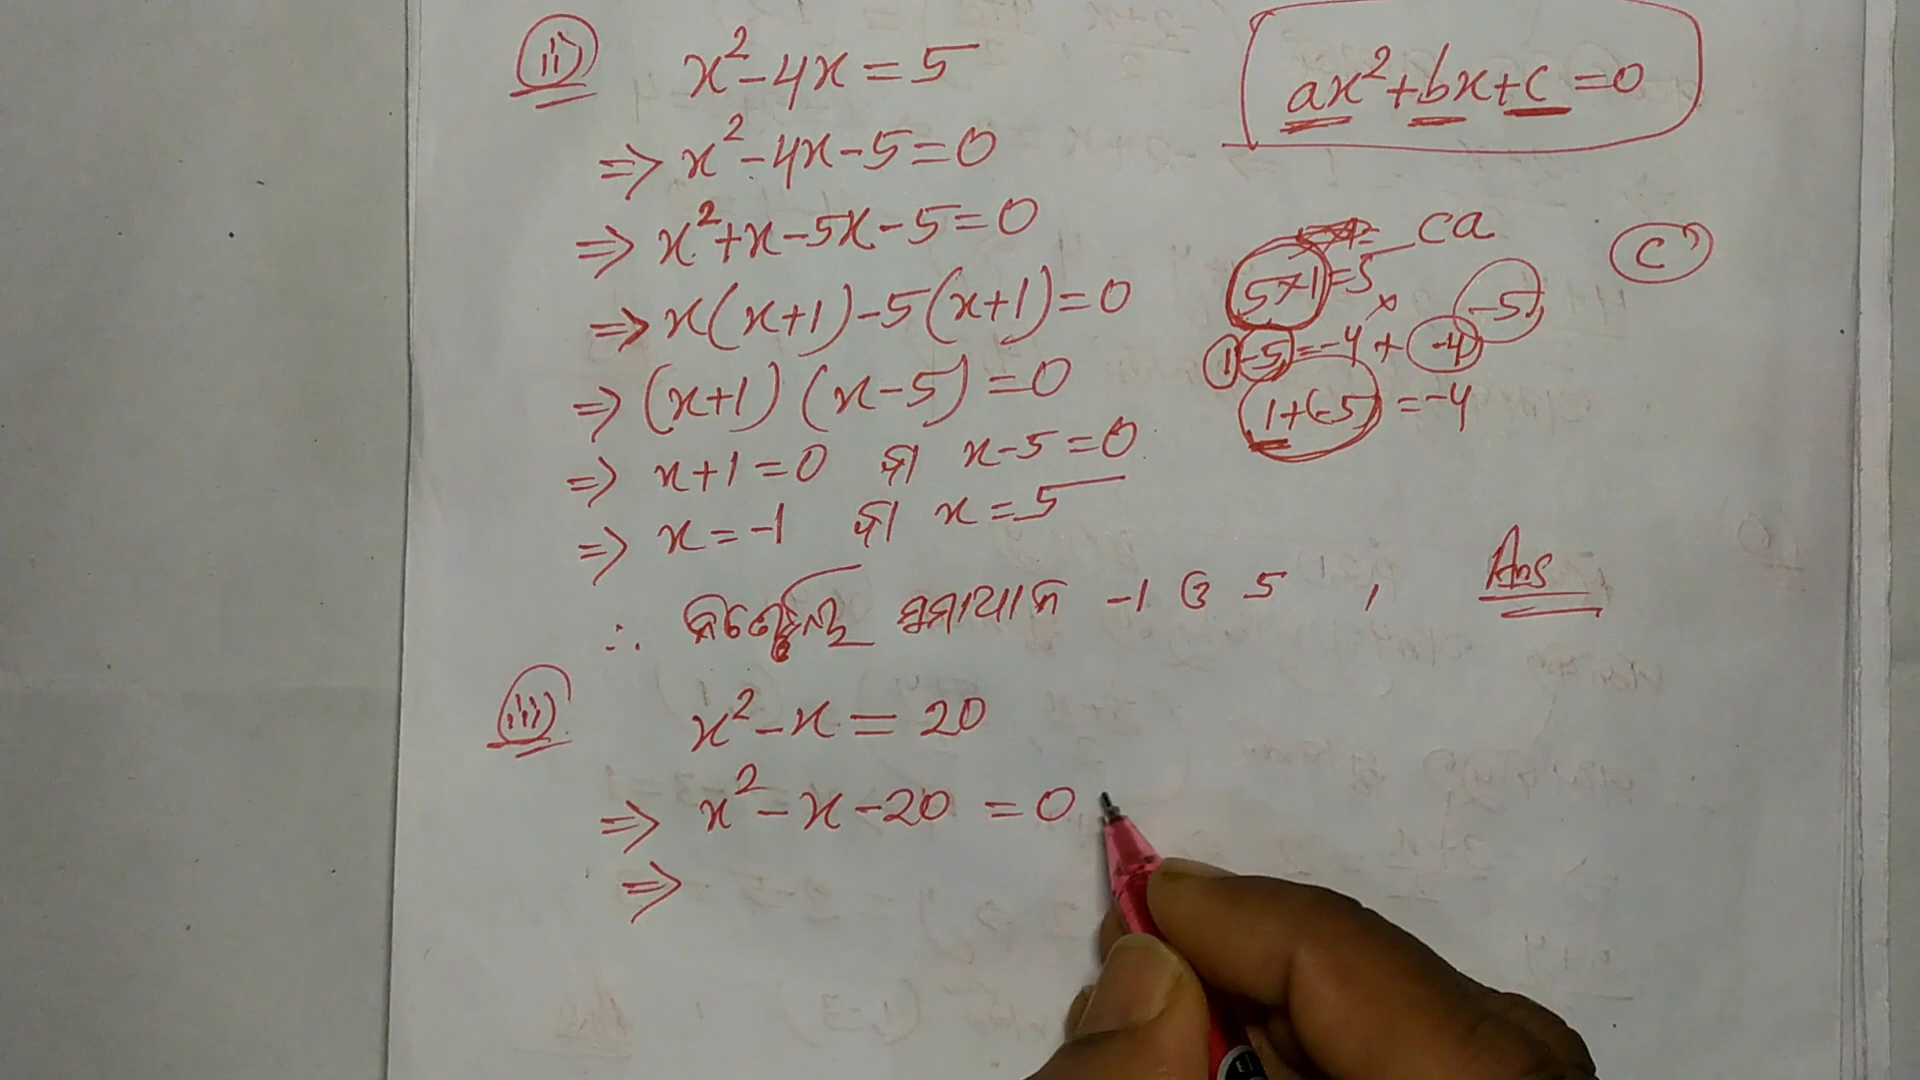 ii) x² - 4x = 5
ax² + bx + c = 0
⇒ x² - 4x - 5 = 0
⇒ x² + x - 5x - 5 = 0
ca
c
⇒ x(x+1) - 5(x+1) = 0
5×1 = 5
-5
1-5 = -4 + -4
⇒ (x+1) (x-5) = 0
1+(-5) = -4
⇒ x+1 = 0 ବା x-5 = 0
⇒ x = -1 ବା x = 5
∴ ନିର୍ଣ୍ଣେୟ ସମାଧାନ -1 ଓ 5 , Ans
iii) x² - x = 20
⇒ x² - x - 20 = 0
⇒